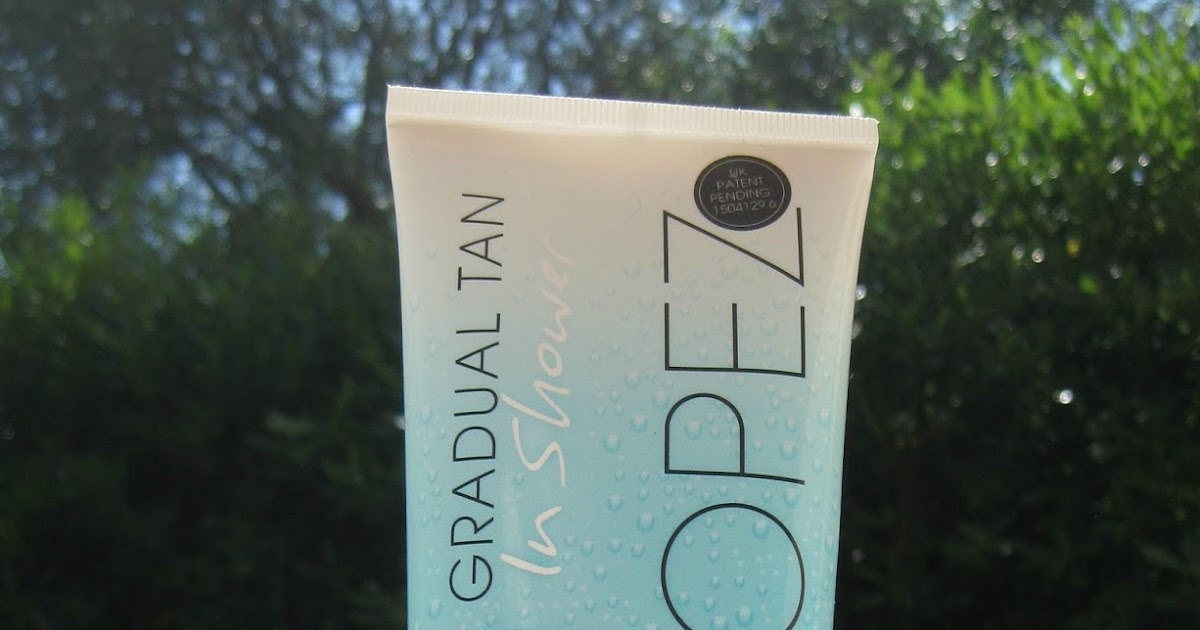 GRADUAL TAN
In Shower
OPEZ
UK
PATENT
PENDING
1504129.6